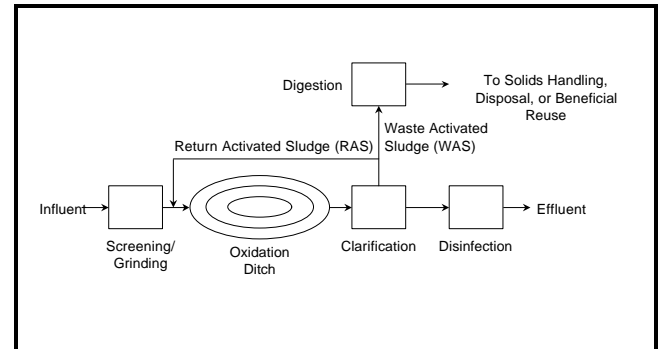 Digestion
To Solids Handling,
Disposal, or Beneficial
Reuse
Waste Activated
Sludge (WAS)
Return Activated Sludge (RAS)
Influent
Effluent
Screening/
Grinding
Oxidation
Ditch
Clarification
Disinfection